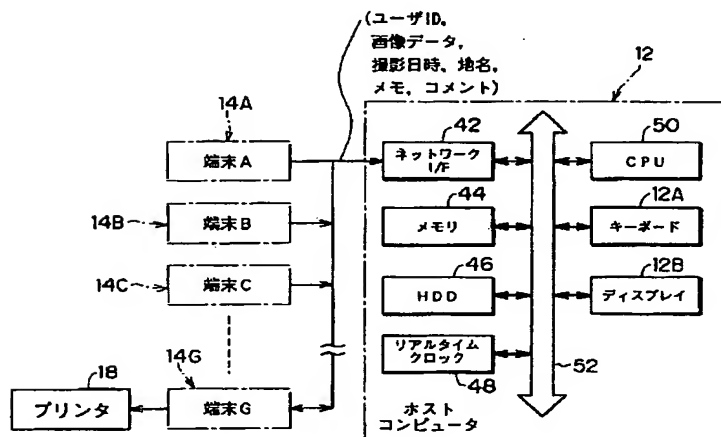 (ユーザID,
画像データ,
撮影日時、地名,
メモ, コメント)
12
14A
端末A
42
ネットワーク
I/F
50
CPU
14B
端末B
44
メモリ
12A
キーボード
14C
端末C
46
HDD
12B
ディスプレイ
リアルタイム
クロック
48
52
18
プリンタ
14G
端末G
ホスト
コンピュータ